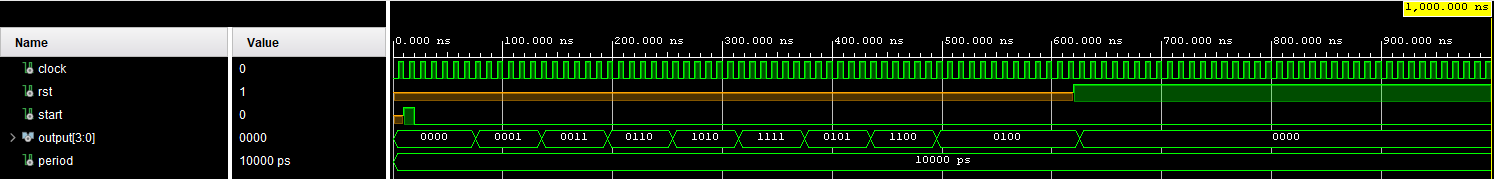 1,000.000 ns
Name Value 0.000 ns 100.000 ns 200.000 ns 300.000 ns 400.000 ns 500.000 ns 600.000 ns 700.000 ns 800.000 ns 900.000 ns
clock 0
rst 1
start 0
output[3:0] 0000 0000 0001 0011 0110 1010 1111 0101 1100 0100 0000
period 10000 ps 10000 ps